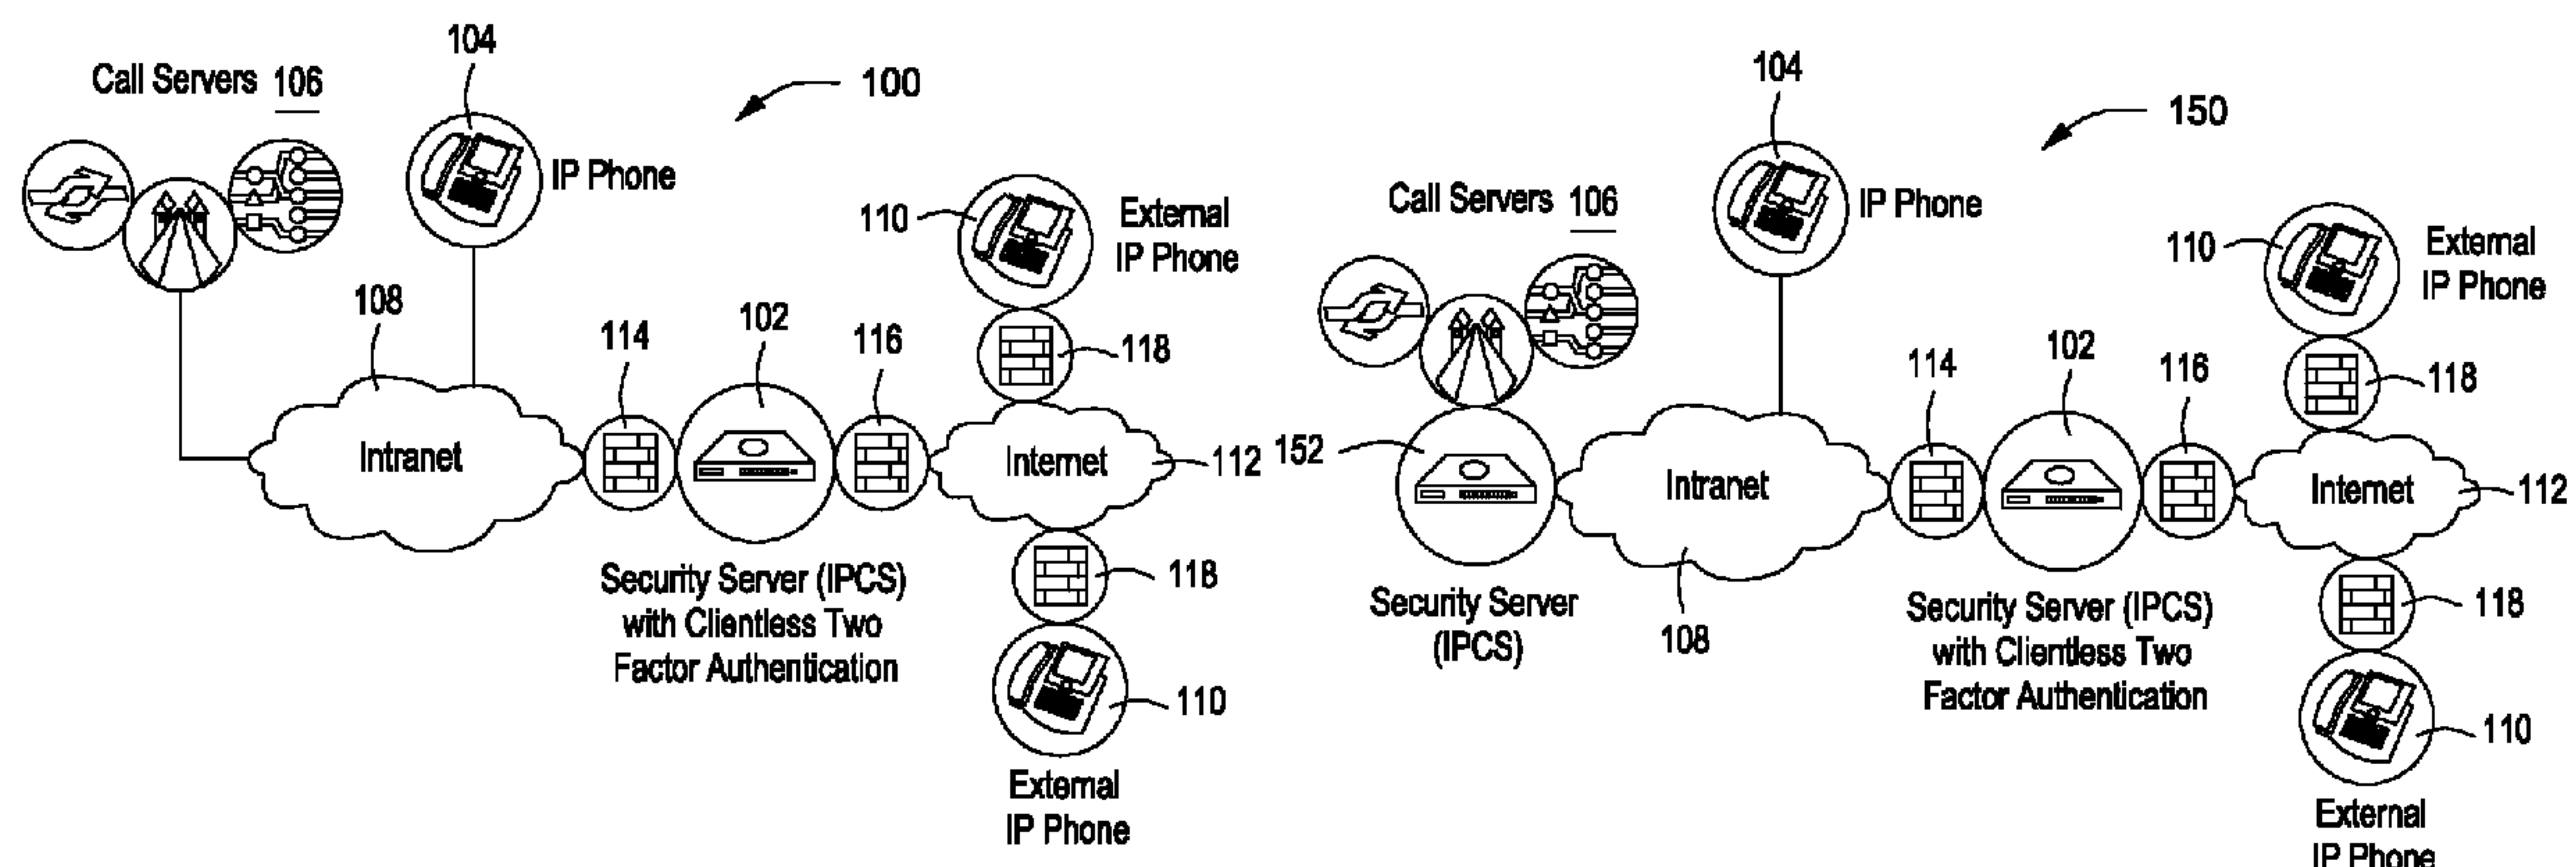 104
Call Servers 106
100
IP Phone
110
External
IP Phone
108
114
102
116
118
Intranet
Internet
112
Security Server (IPCS)
with Clientless Two
Factor Authentication
118
110
External
IP Phone
104
150
Call Servers 106
IP Phone
110
External
IP Phone
114
102
116
118
152
Intranet
Internet
112
Security Server
(IPCS)
108
Security Server (IPCS)
with Clientless Two
Factor Authentication
118
110
External
IP Phone